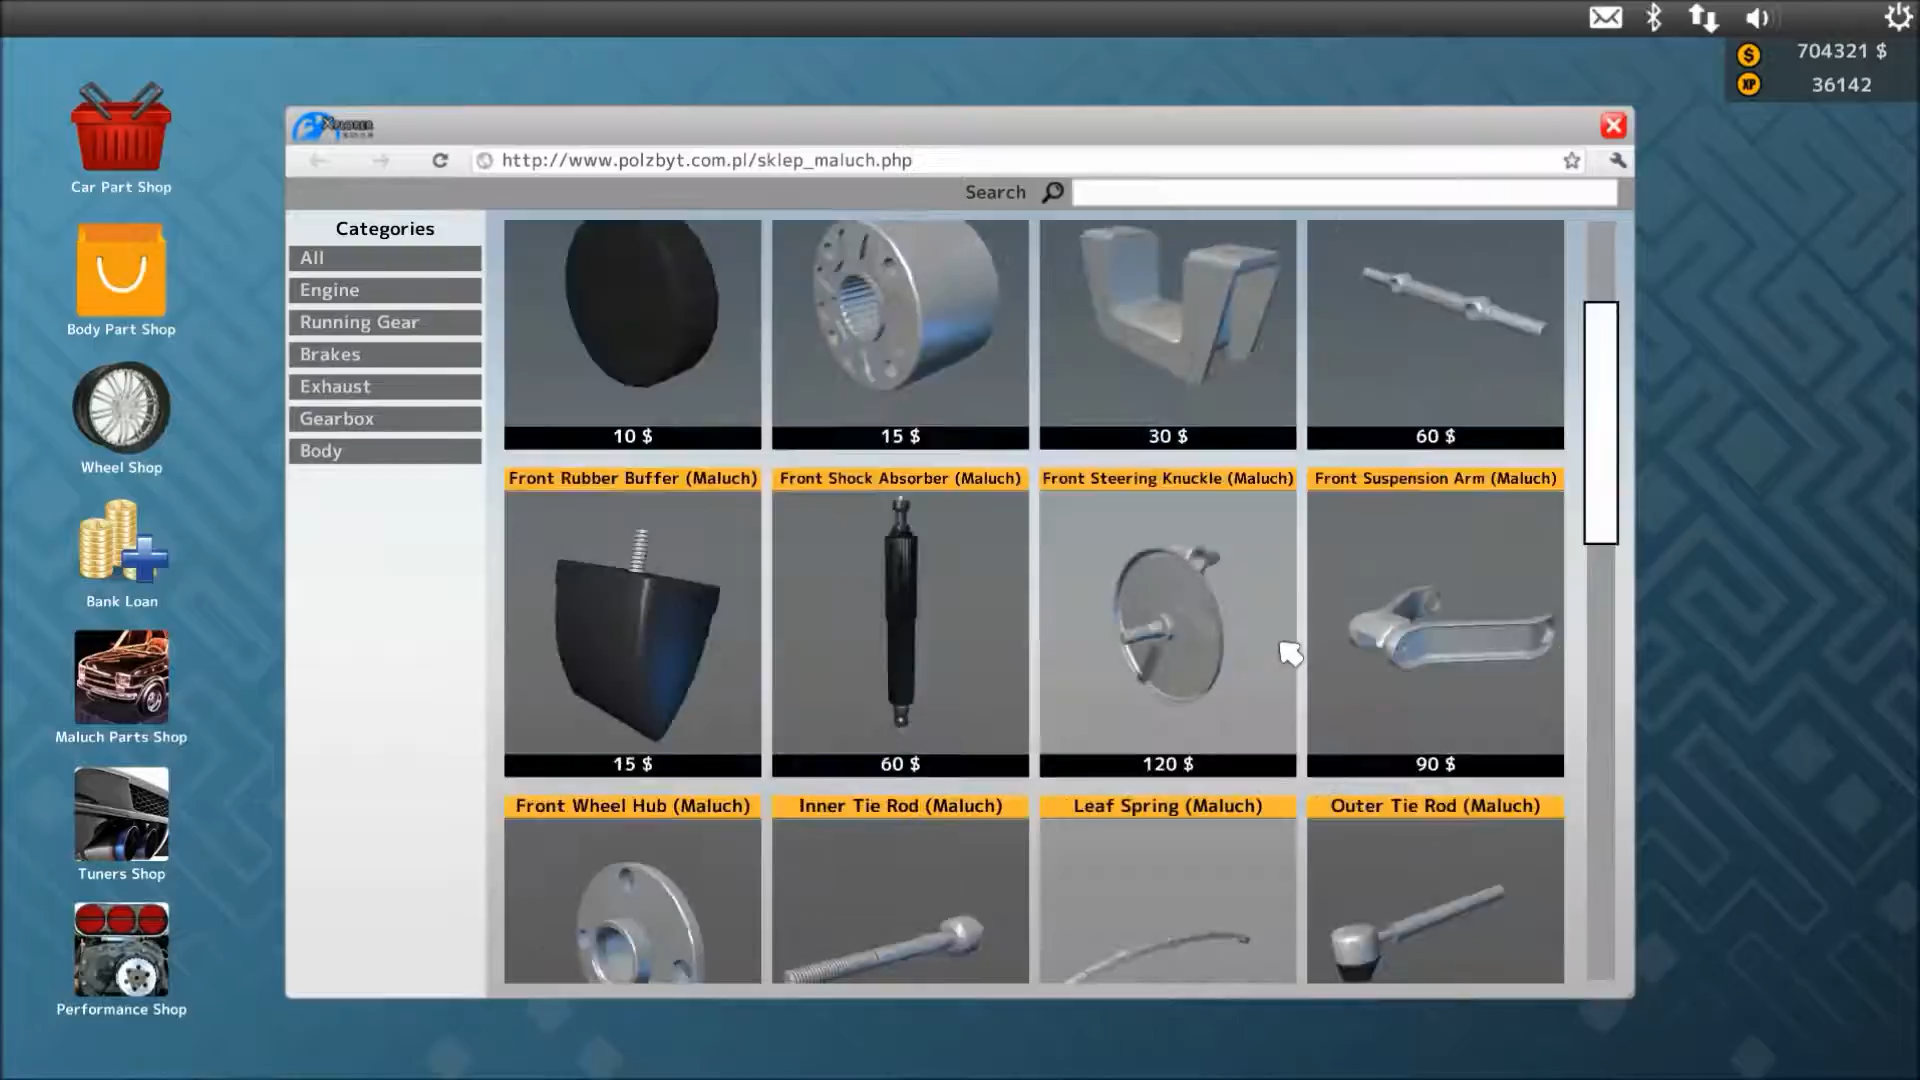 704321 $
XP 36142
XPLORER
http://www.polzbyt.com.pl/sklep_maluch.php
Search
Categories
All
Engine
Running Gear
Brakes
Exhaust
Gearbox
Body
10 $ 15 $ 30 $ 60 $
Front Rubber Buffer (Maluch) Front Shock Absorber (Maluch) Front Steering Knuckle (Maluch) Front Suspension Arm (Maluch)
15 $ 60 $ 120 $ 90 $
Front Wheel Hub (Maluch) Inner Tie Rod (Maluch) Leaf Spring (Maluch) Outer Tie Rod (Maluch)
Car Part Shop
Body Part Shop
Wheel Shop
Bank Loan
Maluch Parts Shop
Tuners Shop
Performance Shop